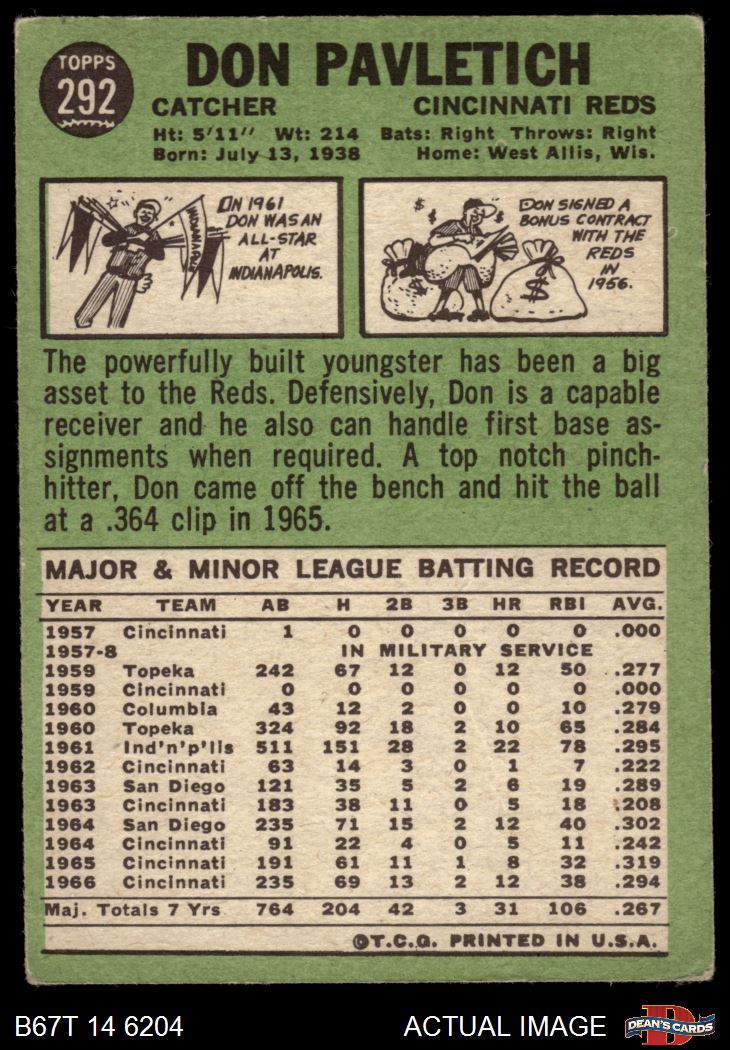 TOPPS
292
DON PAVLETICH
CATCHER CINCINNATI REDS
Ht: 5'11" Wt: 214 Bats: Right Throws: Right
Born: July 13, 1938 Home: West Allis, Wis.
IN 1961
DON WAS AN
ALL-STAR
AT
INDIANAPOLIS.
INDIANAPOLIS
$
$
$
$
DON SIGNED A
BONUS CONTRACT
WITH THE
REDS
IN
1956.
The powerfully built youngster has been a big
asset to the Reds. Defensively, Don is a capable
receiver and he also can handle first base as-
signments when required. A top notch pinch-
hitter, Don came off the bench and hit the ball
at a .364 clip in 1965.
MAJOR & MINOR LEAGUE BATTING RECORD
YEAR TEAM AB H 2B 3B HR RBI AVG.
1957 Cincinnati 1 0 0 0 0 0 .000
1957-8 IN MILITARY SERVICE
1959 Topeka 242 67 12 0 12 50 .277
1959 Cincinnati 0 0 0 0 0 0 .000
1960 Columbia 43 12 2 0 0 10 .279
1960 Topeka 324 92 18 2 10 65 .284
1961 Ind'n'p'lis 511 151 28 2 22 78 .295
1962 Cincinnati 63 14 3 0 1 7 .222
1963 San Diego 121 35 5 2 6 19 .289
1963 Cincinnati 183 38 11 0 5 18 .208
1964 San Diego 235 71 15 2 12 40 .302
1964 Cincinnati 91 22 4 0 5 11 .242
1965 Cincinnati 191 61 11 1 8 32 .319
1966 Cincinnati 235 69 13 2 12 38 .294
Maj. Totals 7 Yrs 764 204 42 3 31 106 .267
©T.C.G. PRINTED IN U.S.A.
B67T 14 6204 ACTUAL IMAGE
D
DEAN'S CARDS